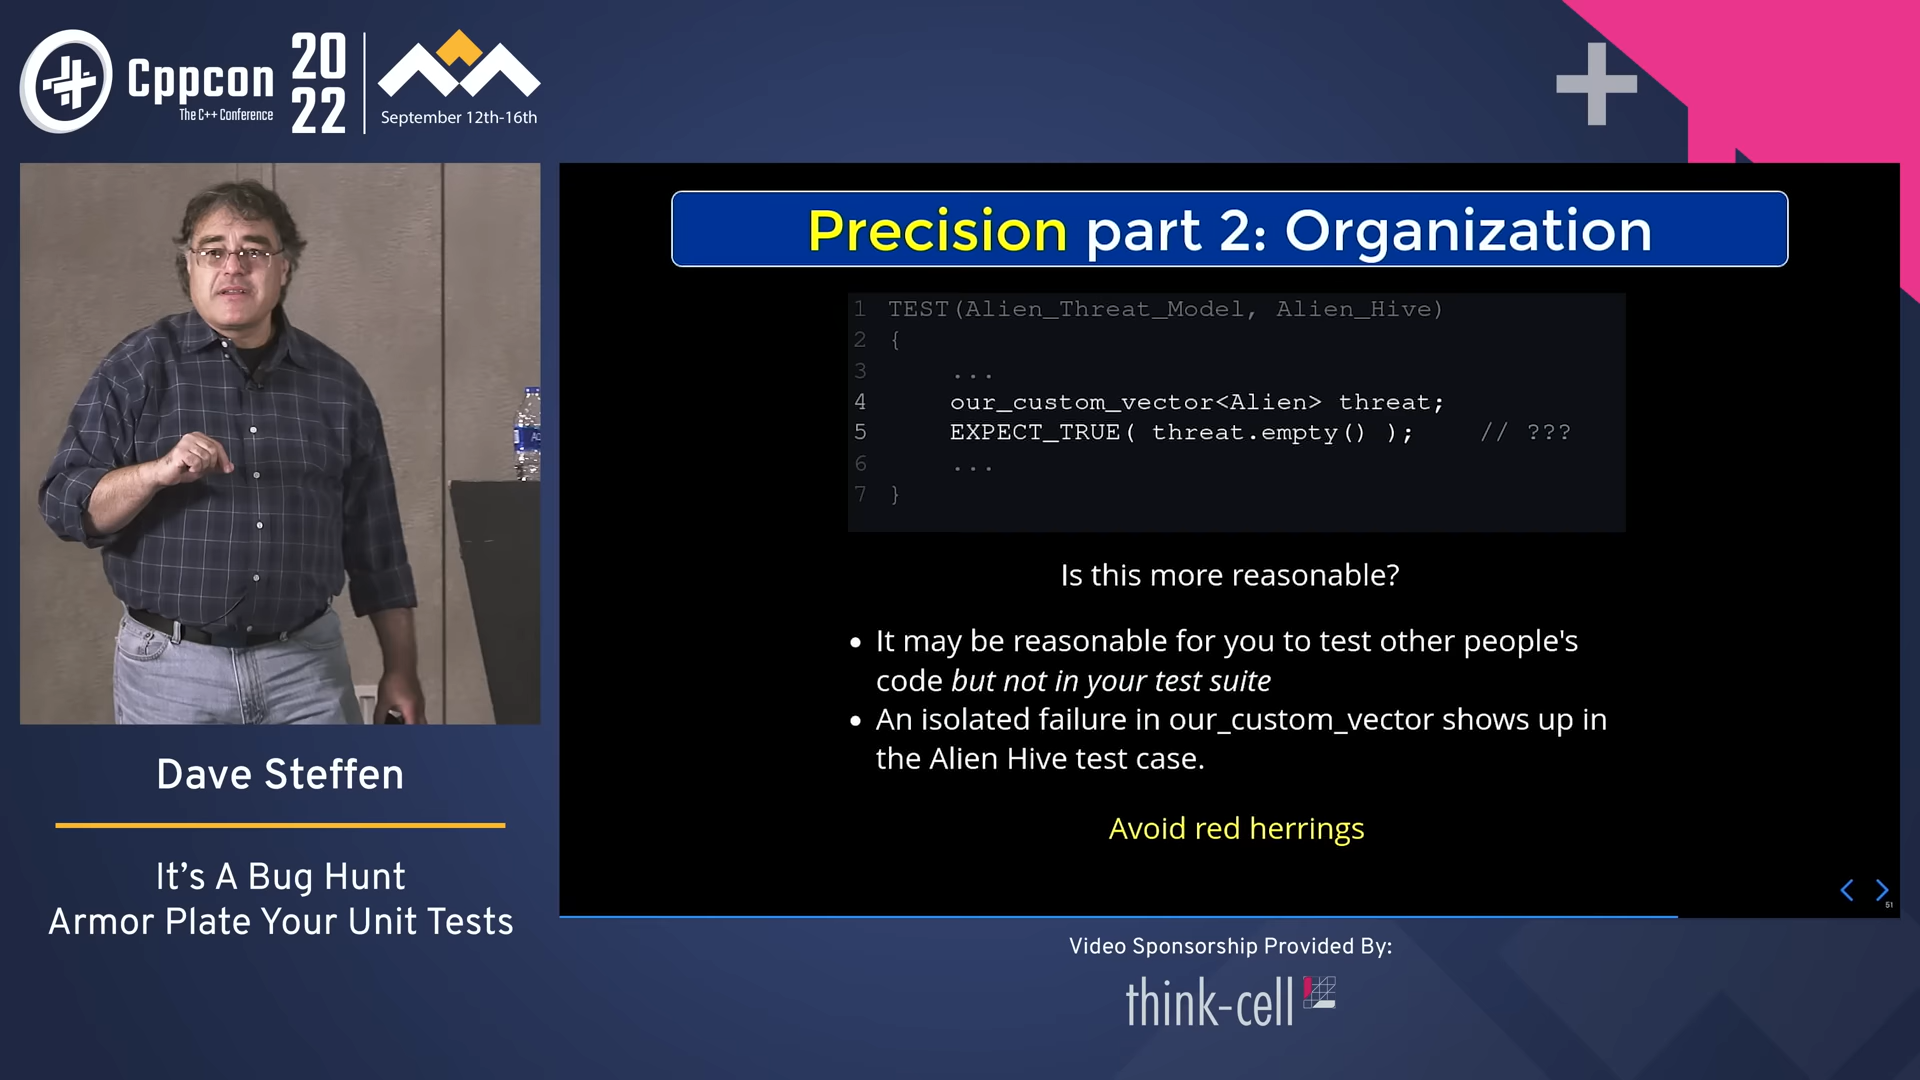 Cppcon
The C++ Conference
20
22
September 12th-16th
Precision part 2: Organization
1 TEST(Alien_Threat_Model, Alien_Hive)
2 {
3 ...
4 our_custom_vector<Alien> threat;
5 EXPECT_TRUE( threat.empty() ); // ???
6 ...
7 }
Is this more reasonable?
• It may be reasonable for you to test other people's
code but not in your test suite
• An isolated failure in our_custom_vector shows up in
the Alien Hive test case.
Avoid red herrings
51
Dave Steffen
It’s A Bug Hunt
Armor Plate Your Unit Tests
Video Sponsorship Provided By:
think-cell